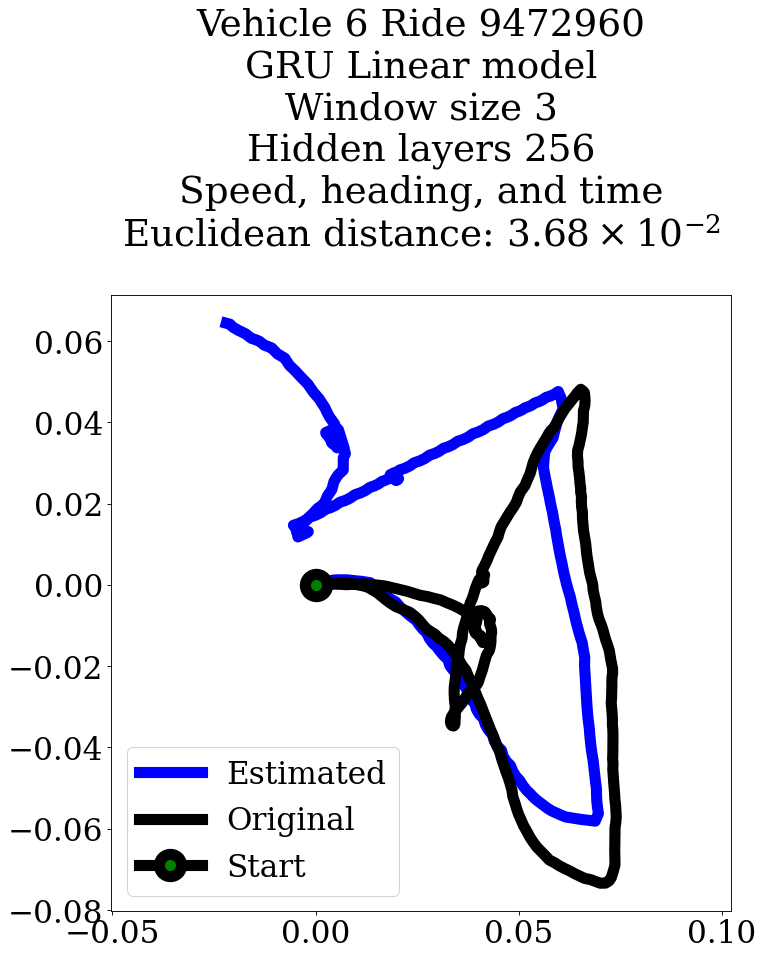 Vehicle 6 Ride 9472960
GRU Linear model
Window size 3
Hidden layers 256
Speed, heading, and time
Euclidean distance: 3.68 × 10⁻²
0.06
0.04
0.02
0.00
−0.02
−0.04
−0.06
−0.08
Estimated
Original
Start
−0.05 0.00 0.05 0.10